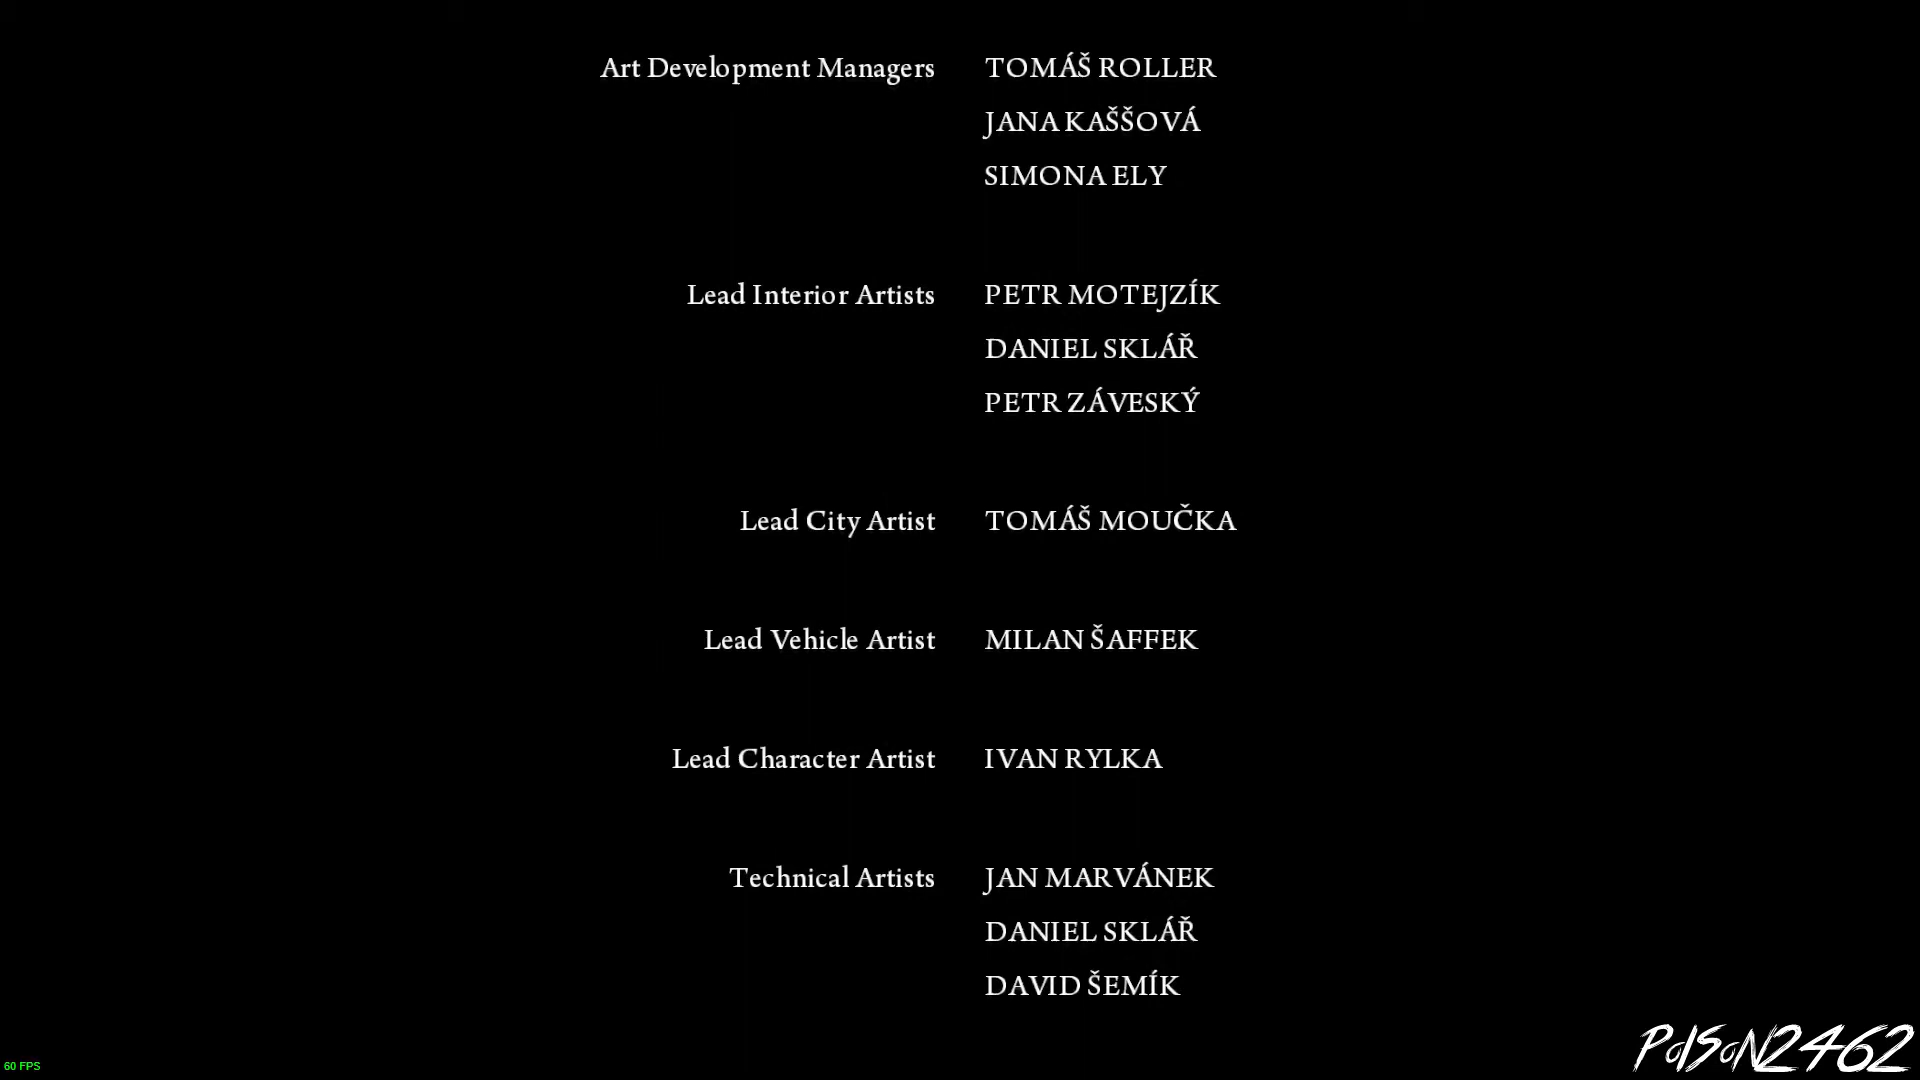 Art Development Managers TOMÁŠ ROLLER
JANA KAŠŠOVÁ
SIMONA ELY
Lead Interior Artists PETR MOTEJZÍK
DANIEL SKLÁŘ
PETR ZÁVESKÝ
Lead City Artist TOMÁŠ MOUČKA
Lead Vehicle Artist MILAN ŠAFFEK
Lead Character Artist IVAN RYLKA
Technical Artists JAN MARVÁNEK
DANIEL SKLÁŘ
DAVID ŠEMÍK
PoISoN2462
60 FPS